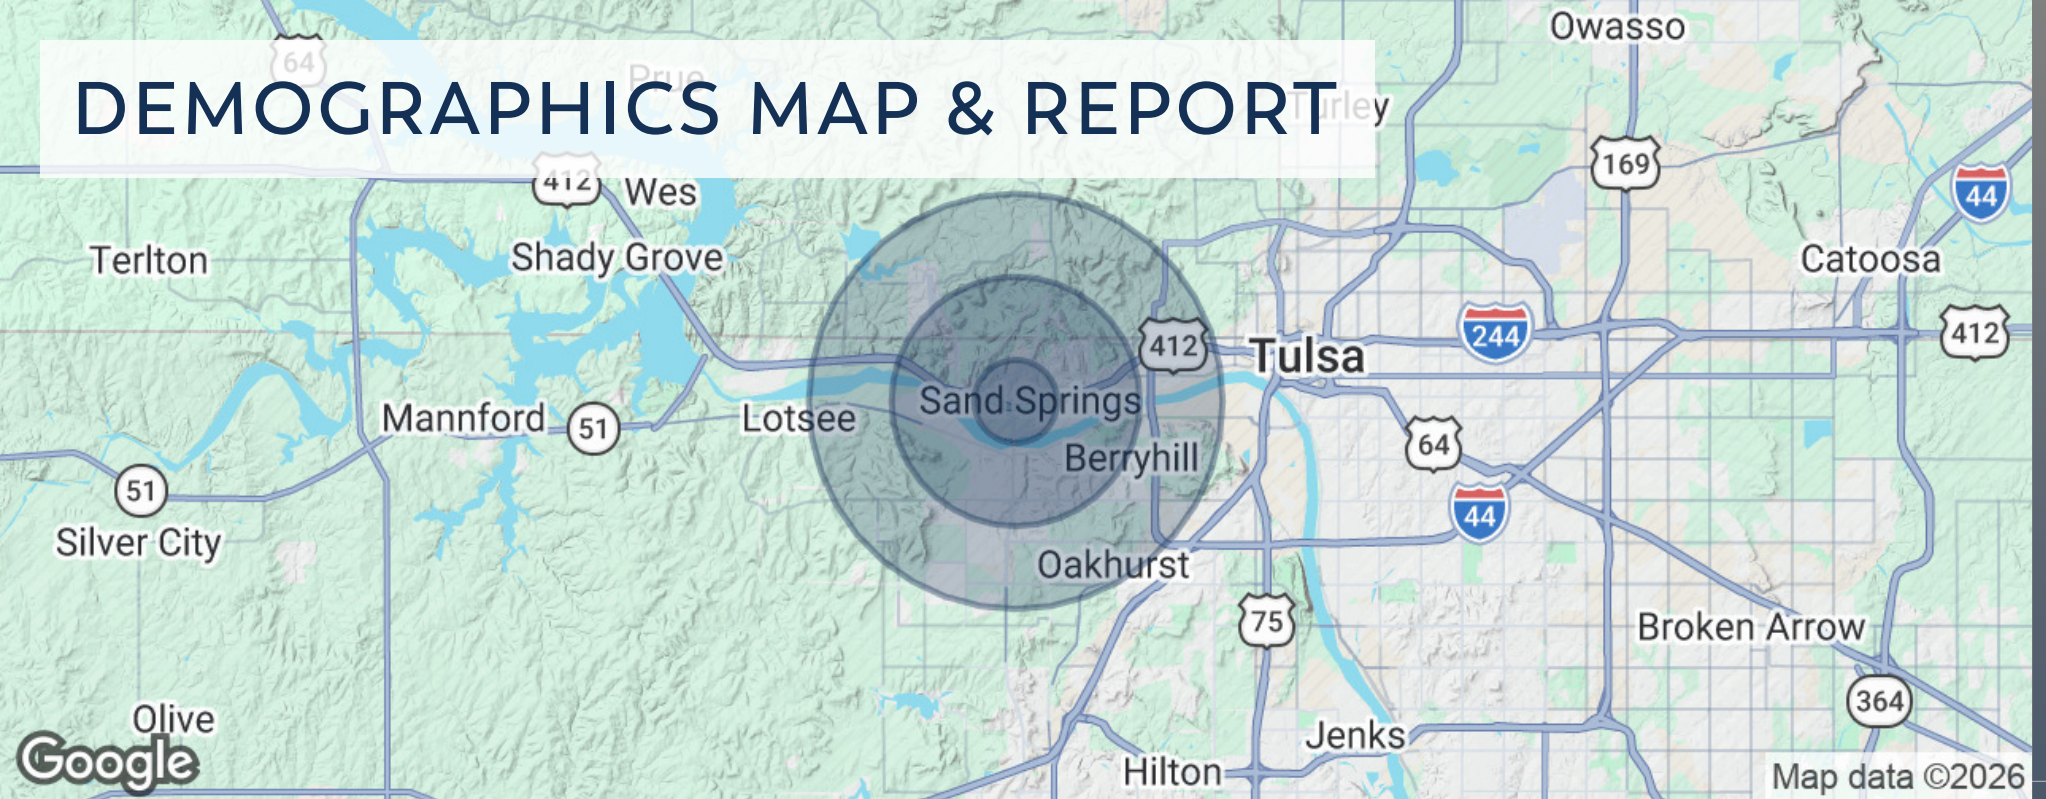 Owasso
64
Prue
DEMOGRAPHICS MAP & REPORT
Turley
169
412
Wes
44
Terlton
Shady Grove
Catoosa
412
244
412
Tulsa
Sand Springs
Mannford
51
Lotsee
64
Berryhill
51
44
Silver City
Oakhurst
75
Broken Arrow
364
Olive
Jenks
Google
Hilton
Map data ©2026